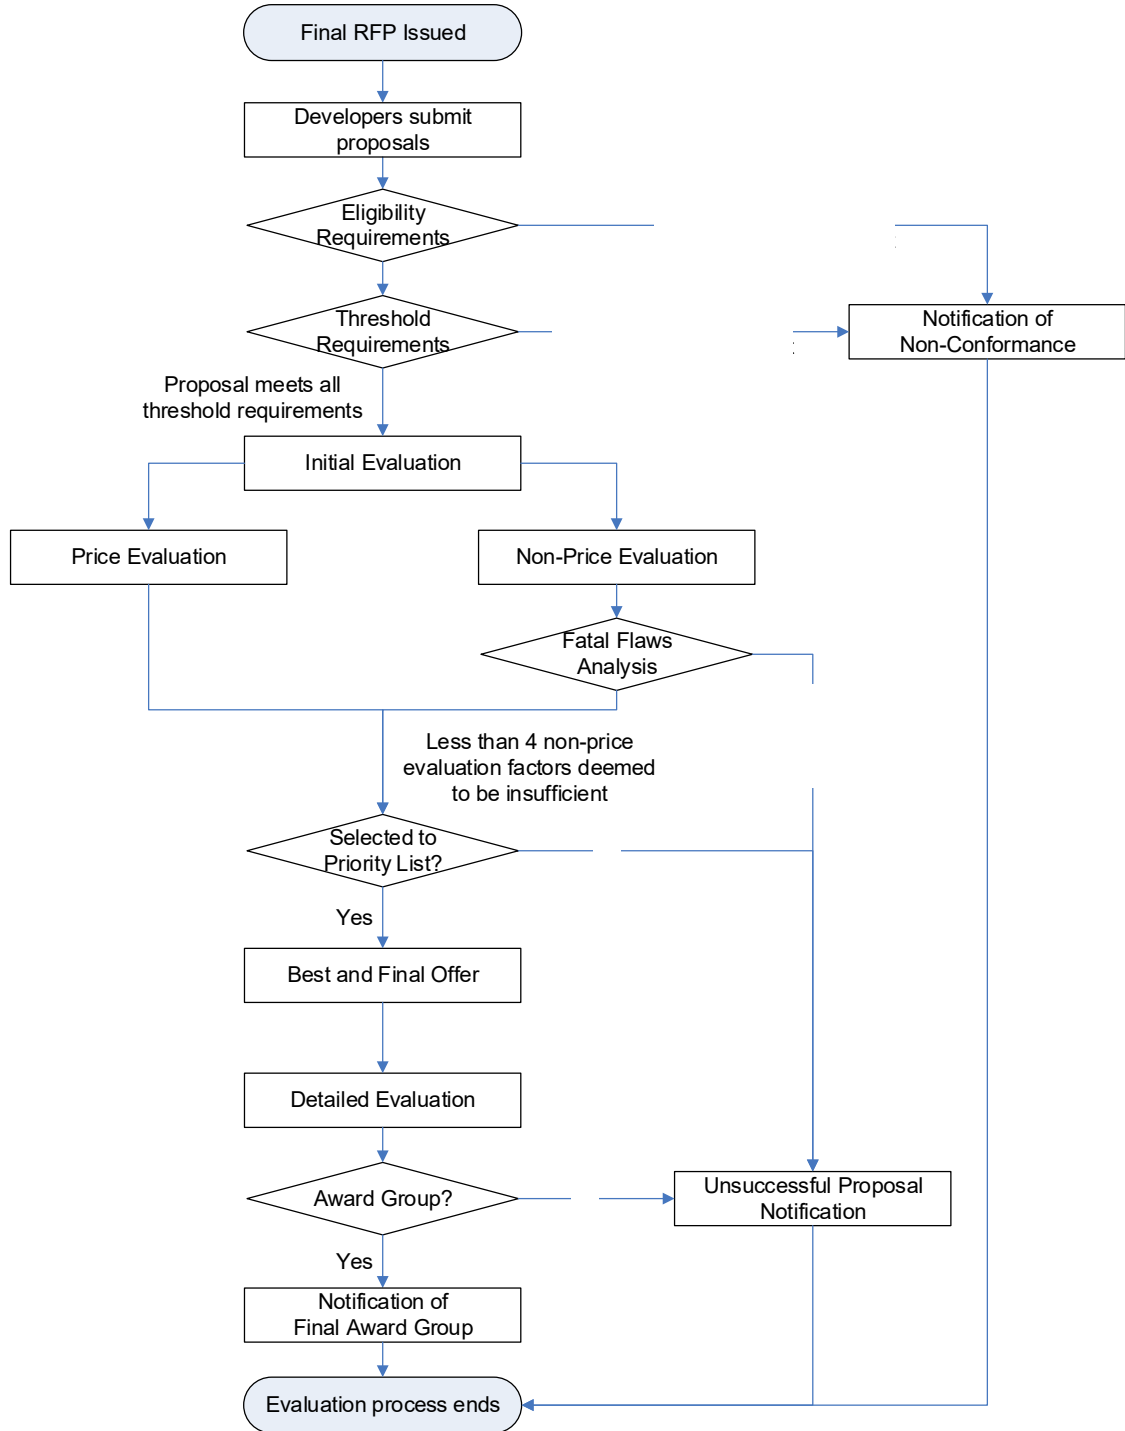 Final RFP Issued
Developers submit
proposals
Eligibility
Requirements
Threshold
Requirements
Notification of
Non-Conformance
Proposal meets all
threshold requirements
Initial Evaluation
Price Evaluation
Non-Price Evaluation
Fatal Flaws
Analysis
Less than 4 non-price
evaluation factors deemed
to be insufficient
Selected to
Priority List?
Yes
Best and Final Offer
Detailed Evaluation
Award Group?
Unsuccessful Proposal
Notification
Yes
Notification of
Final Award Group
Evaluation process ends